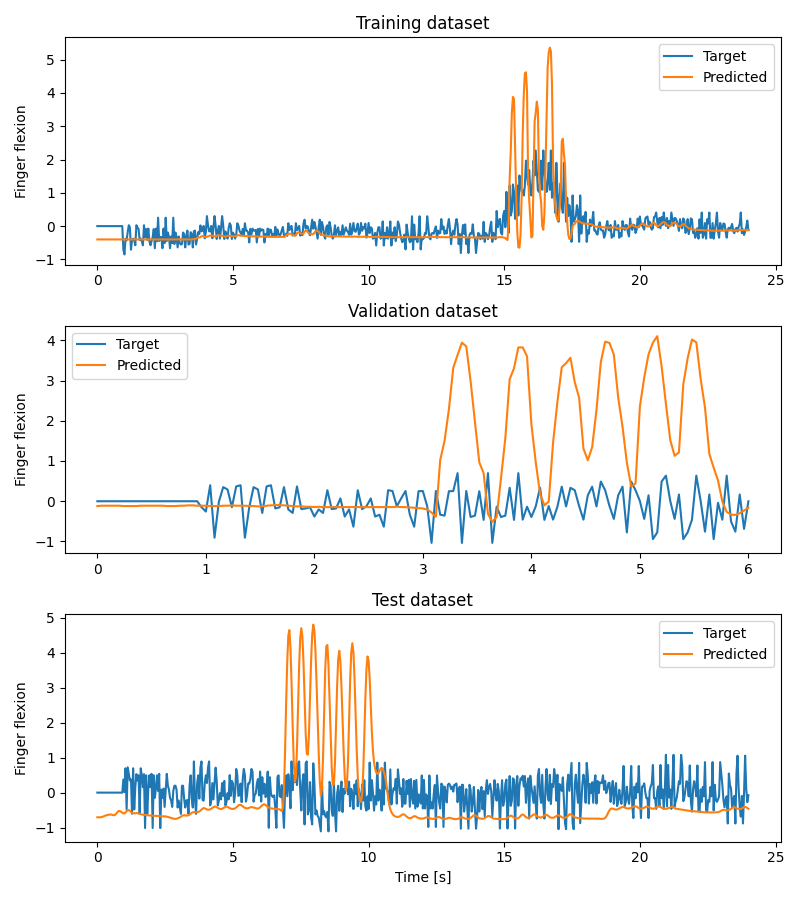 Training dataset
Finger flexion
5
4
3
2
1
0
−1
Target
Predicted
0 5 10 15 20 25
Validation dataset
Finger flexion
4
3
2
1
0
−1
Target
Predicted
0 1 2 3 4 5 6
Test dataset
Finger flexion
5
4
3
2
1
0
−1
Target
Predicted
0 5 10 15 20 25
Time [s]